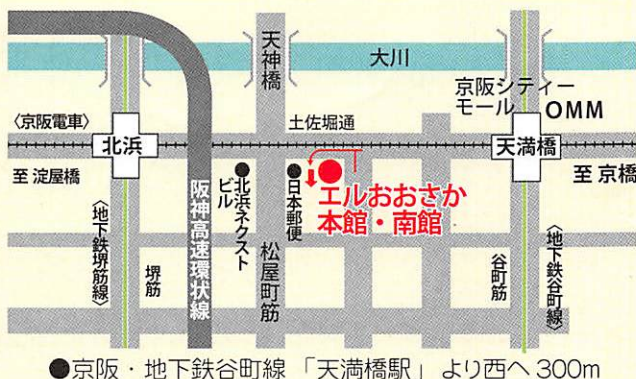 天神橋
大川
京阪シティー
モール
OMM
〈京阪電車〉
土佐堀通
北浜
天満橋
至 淀屋橋
至 京橋
北浜ネクスト
ビル
日本郵便
エルおおさか
本館・南館
〈地下鉄堺筋線〉
堺筋
阪神高速環状線
松屋町筋
谷町筋
〈地下鉄谷町線〉
●京阪・地下鉄谷町線 「天満橋駅」 より西へ 300m